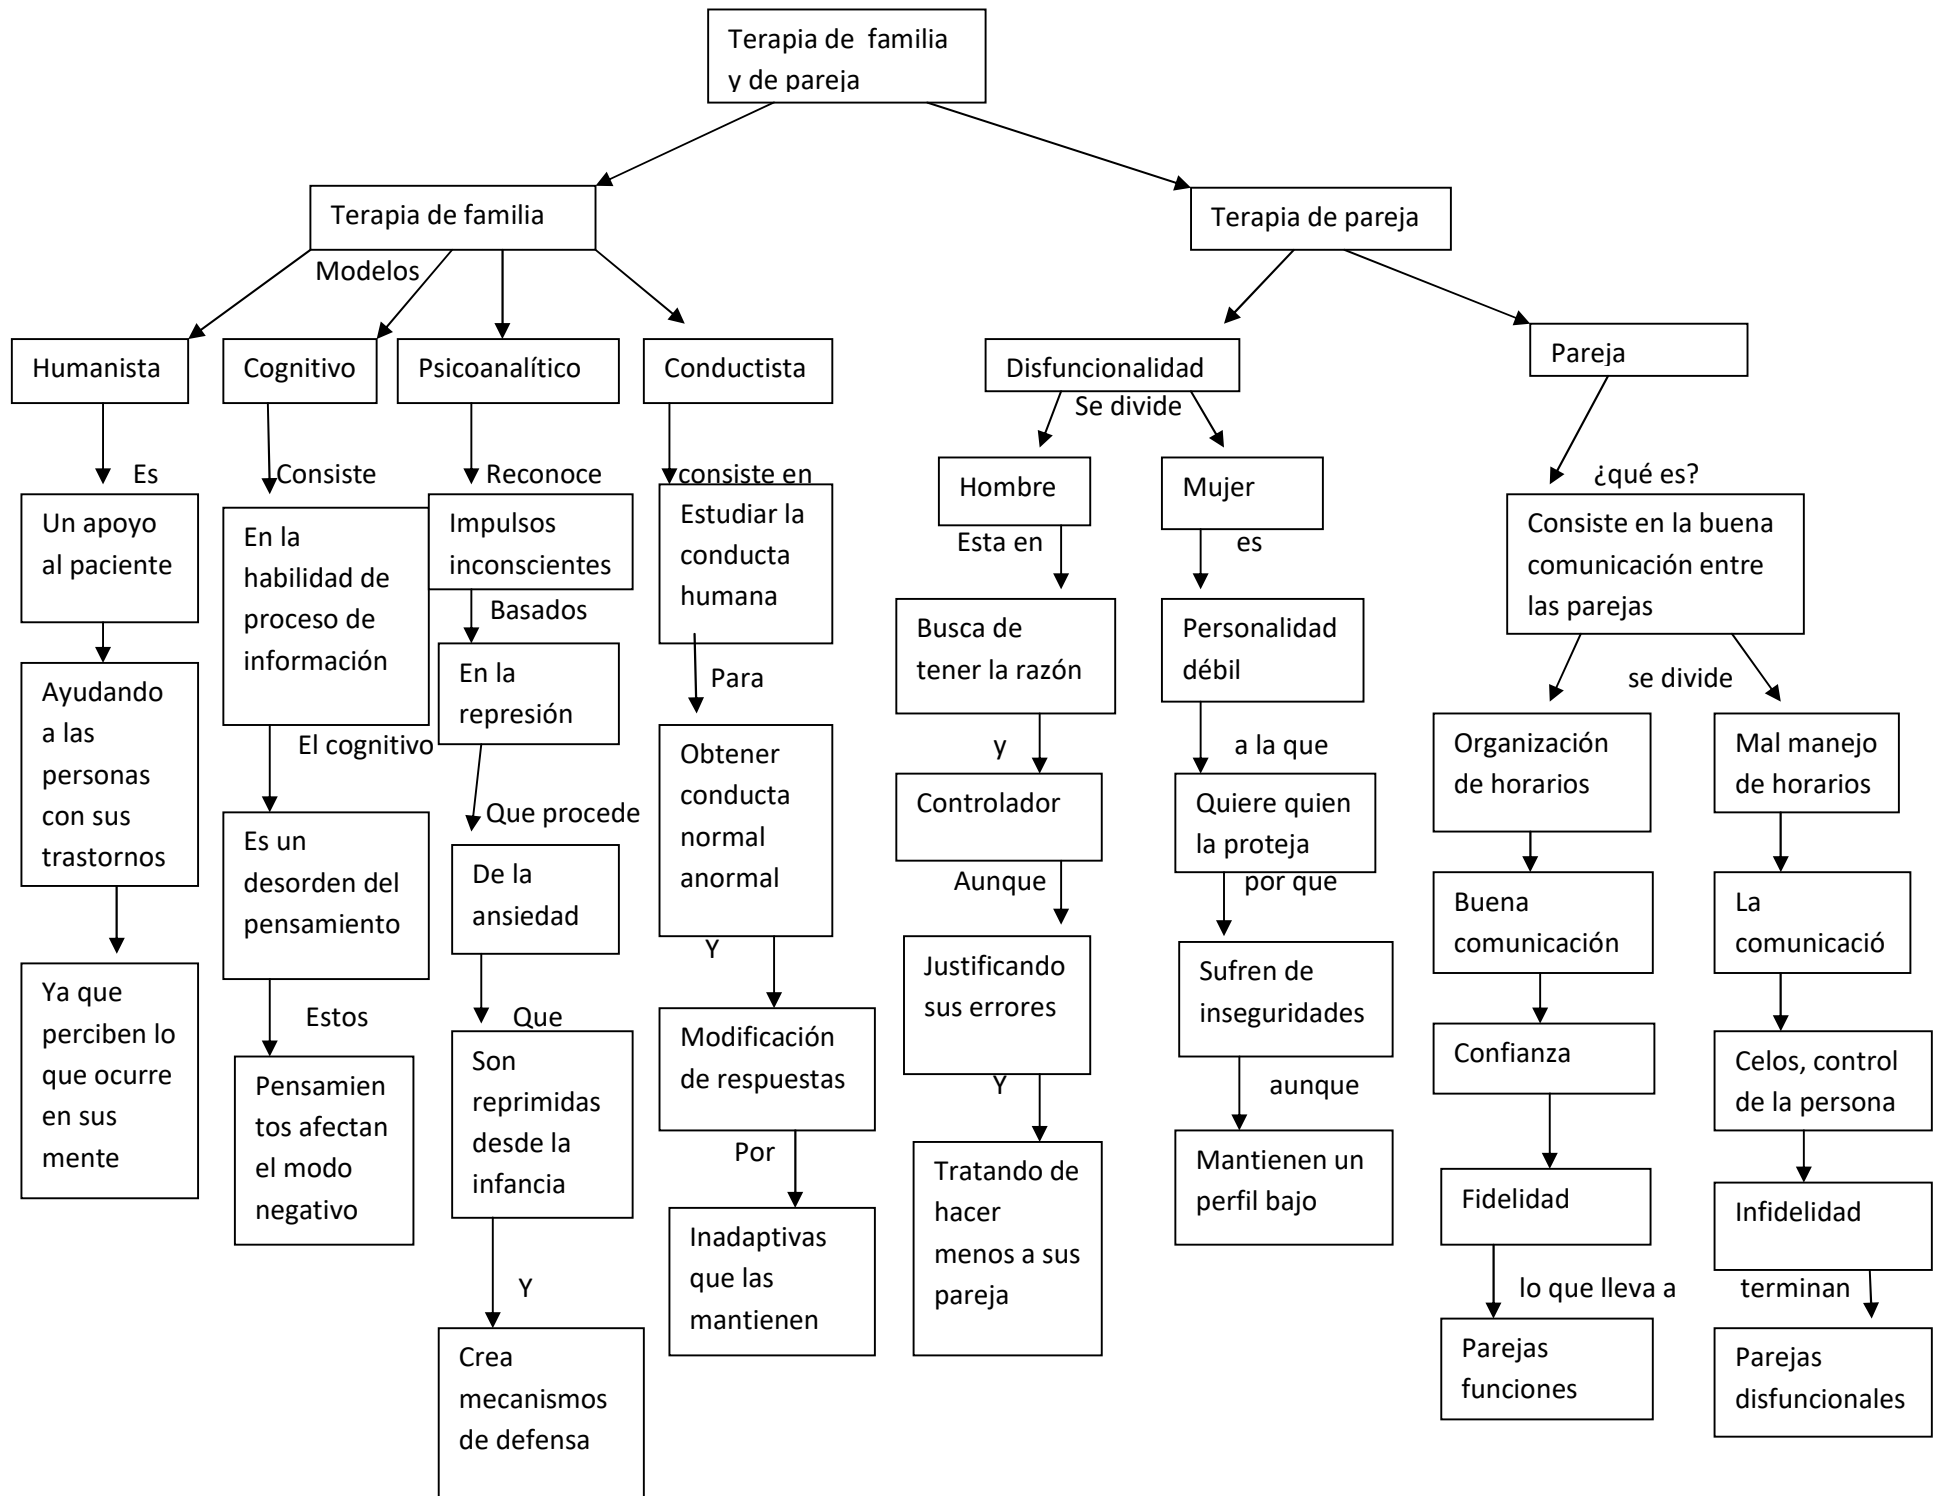 Terapia de familia
y de pareja
Terapia de familia
Terapia de pareja
Modelos
Humanista
Cognitivo
Psicoanalítico
Conductista
Disfuncionalidad
Pareja
Se divide
Es
Consiste
Reconoce
consiste en
Hombre
Mujer
¿qué es?
Un apoyo
al paciente
En la
habilidad de
proceso de
información
Impulsos
inconscientes
Estudiar la
conducta
humana
Esta en
es
Consiste en la buena
comunicación entre
las parejas
Basados
Busca de
tener la razón
Personalidad
débil
Ayudando
a las
personas
con sus
trastornos
En la
represión
Para
se divide
El cognitivo
Obtener
conducta
normal
anormal
y
a la que
Organización
de horarios
Mal manejo
de horarios
Que procede
Controlador
Quiere quien
la proteja
Es un
desorden del
pensamiento
De la
ansiedad
Aunque
por que
Buena
comunicación
La
comunicació
Ya que
perciben lo
que ocurre
en sus
mente
Y
Justificando
sus errores
Sufren de
inseguridades
Estos
Que
Modificación
de respuestas
Confianza
Celos, control
de la persona
Pensamien
tos afectan
el modo
negativo
Son
reprimidas
desde la
infancia
Y
aunque
Por
Tratando de
hacer
menos a sus
pareja
Mantienen un
perfil bajo
Fidelidad
Infidelidad
Inadaptivas
que las
mantienen
Y
lo que lleva a
terminan
Crea
mecanismos
de defensa
Parejas
funciones
Parejas
disfuncionales